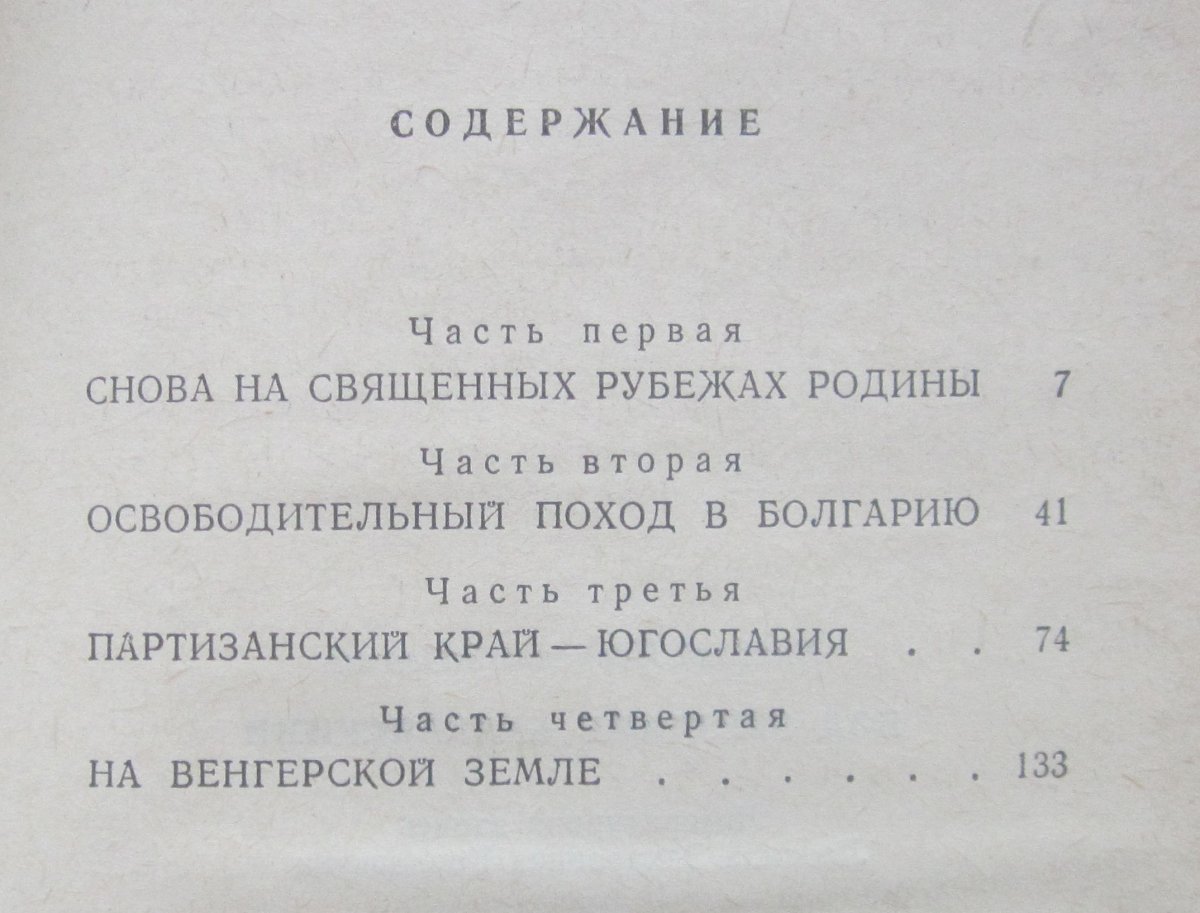 СОДЕРЖАНИЕ
Часть первая
СНОВА НА СВЯЩЕННЫХ РУБЕЖАХ РОДИНЫ 7
Часть вторая
ОСВОБОДИТЕЛЬНЫЙ ПОХОД В БОЛГАРИЮ 41
Часть третья
ПАРТИЗАНСКИЙ КРАЙ — ЮГОСЛАВИЯ . . 74
Часть четвертая
НА ВЕНГЕРСКОЙ ЗЕМЛЕ . . . . . . 133